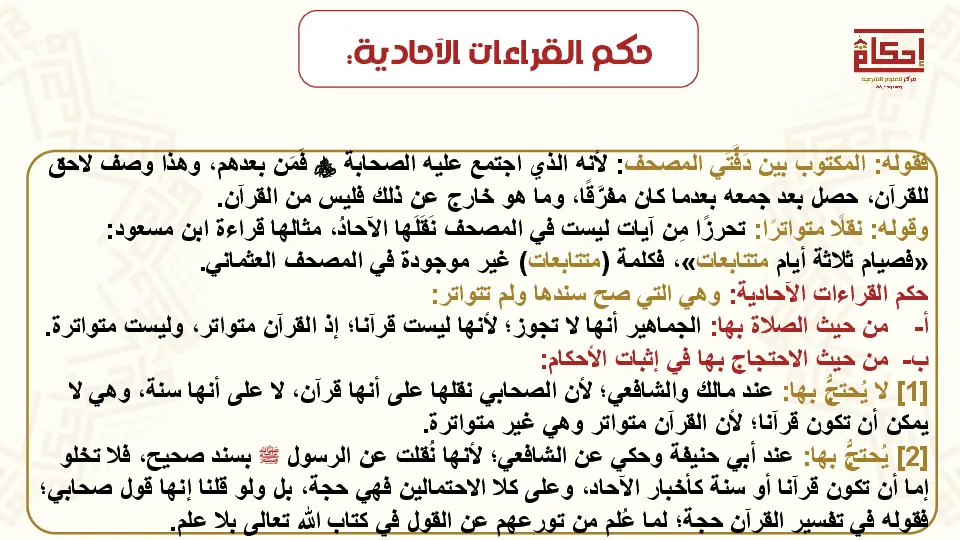 حكم القراءات الآحادية:
إحكام
مركز للعلوم الشرعية
فقوله: المكتوب بين دَفَّتَي المصحف: لأنه الذي اجتمع عليه الصحابة فَمَن بعدهم، وهذا وصف لاحق
للقرآن، حصل بعد جمعه بعدما كان مفرَّقًا، وما هو خارج عن ذلك فليس من القرآن.
وقوله: نقلًا متواترًا: تحرزًا مِن آيات ليست في المصحف نَقَلَها الآحادُ، مثالها قراءة ابن مسعود:
«فصيام ثلاثة أيام متتابعات»، فكلمة (متتابعات) غير موجودة في المصحف العثماني.
حكم القراءات الآحادية: وهي التي صح سندها ولم تتواتر:
أ- من حيث الصلاة بها: الجماهير أنها لا تجوز؛ لأنها ليست قرآنا؛ إذ القرآن متواتر، وليست متواترة.
ب- من حيث الاحتجاج بها في إثبات الأحكام:
[1] لا يُحتجُّ بها: عند مالك والشافعي؛ لأن الصحابي نقلها على أنها قرآن، لا على أنها سنة، وهي لا
يمكن أن تكون قرآنا؛ لأن القرآن متواتر وهي غير متواترة.
[2] يُحتجُّ بها: عند أبي حنيفة وحكي عن الشافعي؛ لأنها نُقلت عن الرسول ﷺ بسند صحيح، فلا تخلو
إما أن تكون قرآنا أو سنة كأخبار الآحاد، وعلى كلا الاحتمالين فهي حجة، بل ولو قلنا إنها قول صحابي؛
فقوله في تفسير القرآن حجة؛ لما عُلم من تورعهم عن القول في كتاب الله تعالى بلا علم.